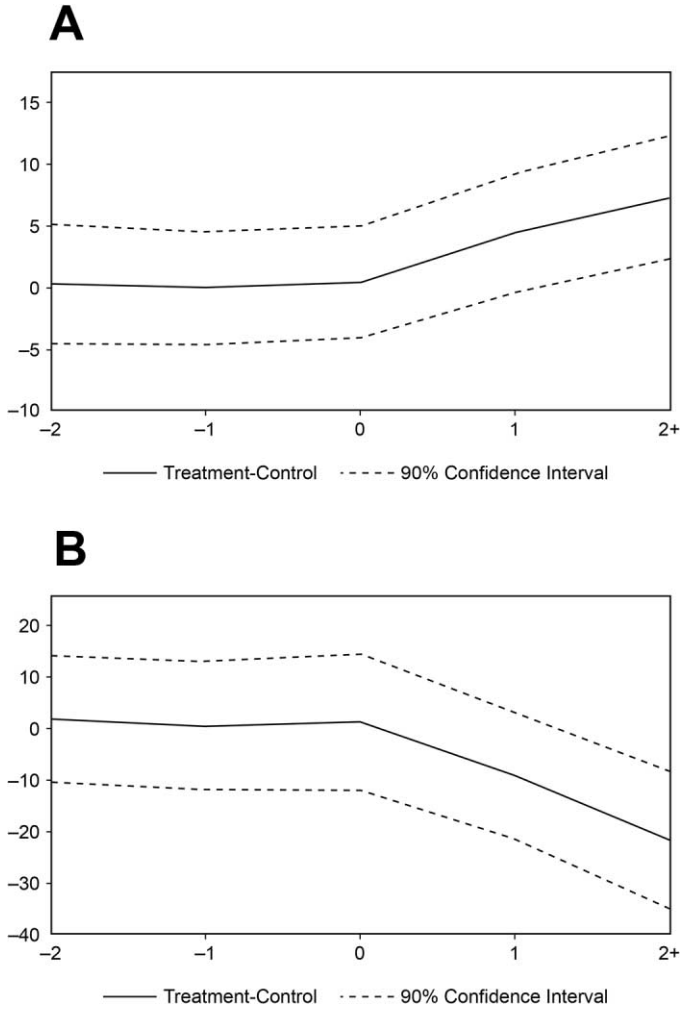 A
15
10
5
0
–5
–10
–2 –1 0 1 2+
Treatment-Control 90% Confidence Interval
B
20
10
0
–10
–20
–30
–40
–2 –1 0 1 2+
Treatment-Control 90% Confidence Interval